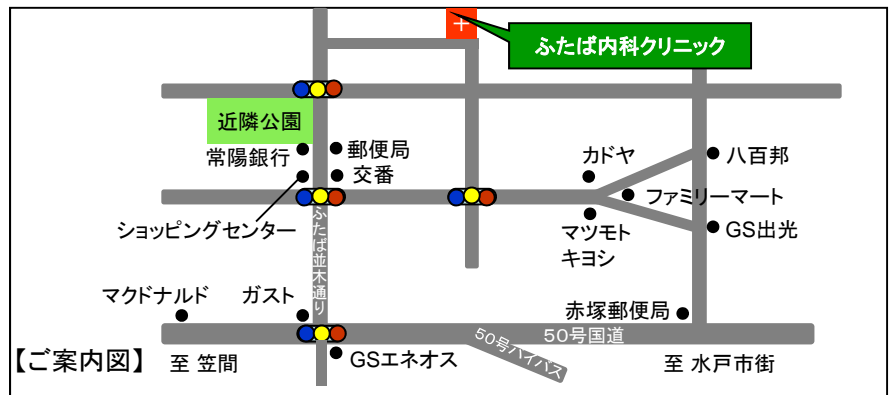 ふたば内科クリニック
近隣公園
常陽銀行
郵便局
交番
カドヤ
八百邦
ファミリーマート
ショッピングセンター
マツモト
キヨシ
GS出光
ふたば並木通り
マクドナルド
ガスト
赤塚郵便局
50号国道
50号バイパス
【ご案内図】
至 笠間
GSエネオス
至 水戸市街